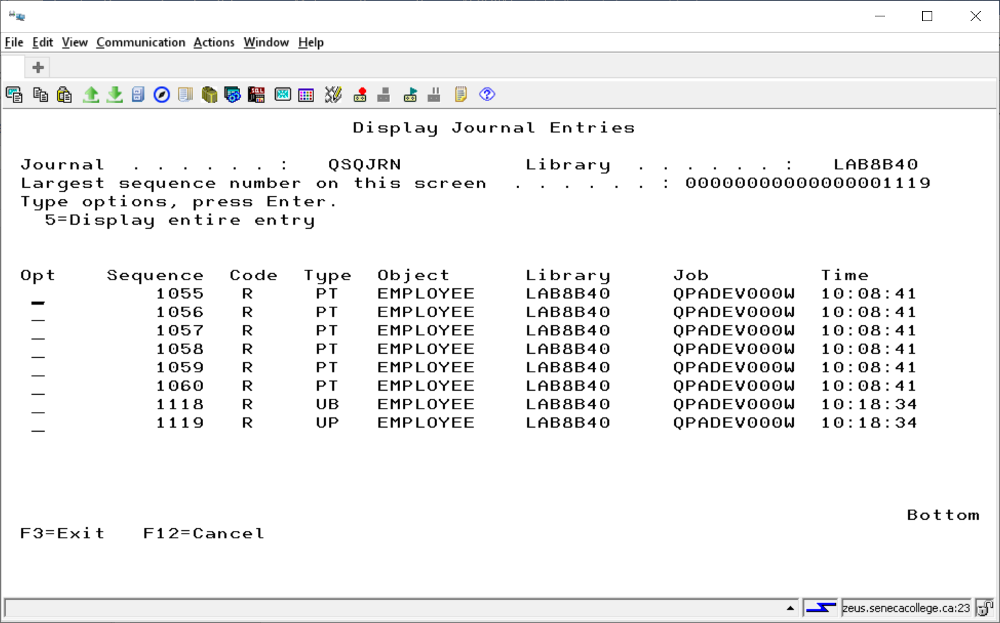 File Edit View Communication Actions Window Help
Display Journal Entries
Journal . . . . . . : QSQJRN Library . . . . . . : LAB8B40
Largest sequence number on this screen . . . . . . : 00000000000000001119
Type options, press Enter.
5=Display entire entry
Opt Sequence Code Type Object Library Job Time
_ 1055 R PT EMPLOYEE LAB8B40 QPADEV000W 10:08:41
_ 1056 R PT EMPLOYEE LAB8B40 QPADEV000W 10:08:41
_ 1057 R PT EMPLOYEE LAB8B40 QPADEV000W 10:08:41
_ 1058 R PT EMPLOYEE LAB8B40 QPADEV000W 10:08:41
_ 1059 R PT EMPLOYEE LAB8B40 QPADEV000W 10:08:41
_ 1060 R PT EMPLOYEE LAB8B40 QPADEV000W 10:08:41
_ 1118 R UB EMPLOYEE LAB8B40 QPADEV000W 10:18:34
_ 1119 R UP EMPLOYEE LAB8B40 QPADEV000W 10:18:34
Bottom
F3=Exit F12=Cancel
zeus.senecacollege.ca:23